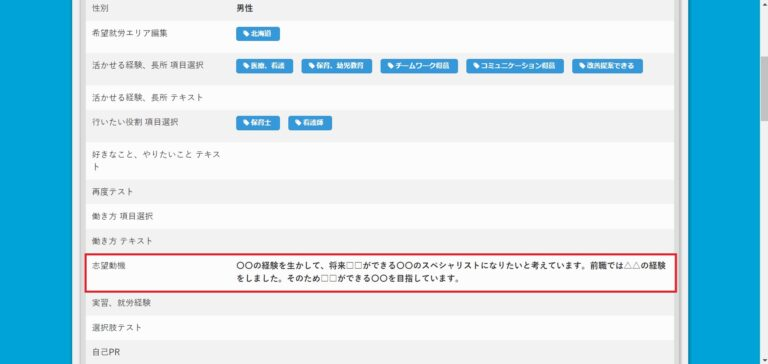 性別 男性
希望就労エリア編集 北海道
活かせる経験、長所 項目選択 医療、看護 保育、幼児教育 チームワーク得意 コミュニケーション得意 改善提案できる
活かせる経験、長所 テキスト
行いたい役割 項目選択 保育士 看護師
好きなこと、やりたいこと テキス
ト
再度テスト
働き方 項目選択
働き方 テキスト
志望動機 〇〇の経験を生かして、将来□□ができる〇〇のスペシャリストになりたいと考えています。前職では△△の経験
をしました。そのため□□ができる〇〇を目指しています。
実習、就労経験
選択肢テスト
自己PR